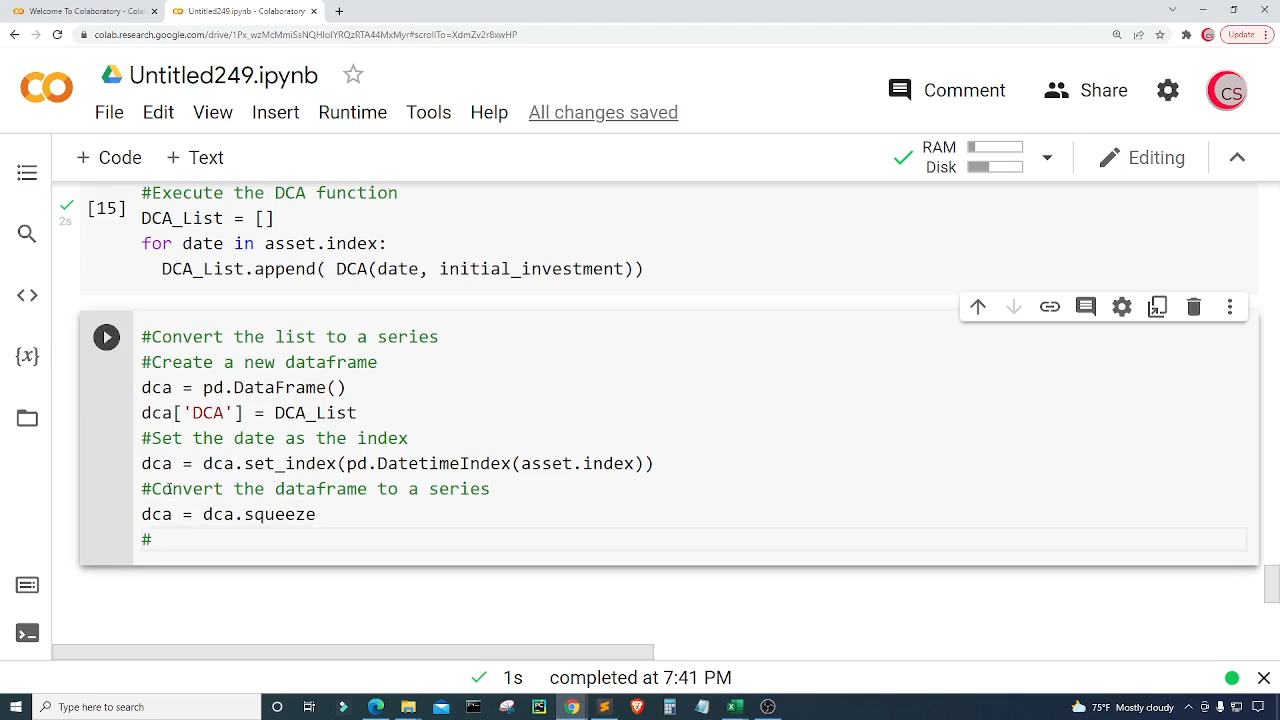 Welcome To Colaboratory - Colal
Untitled249.ipynb - Colaboratory
colab.research.google.com/drive/1Px_wzMcMmiSsNQHIoIYRQzRTA44MxMyr#scrollTo=XdmZv2r8xwHP
Update
Untitled249.ipynb
Comment
Share
CS
File Edit View Insert Runtime Tools Help All changes saved
+ Code + Text
RAM
Disk
Editing
#Execute the DCA function
[15] DCA_List = []
2s
for date in asset.index:
DCA_List.append( DCA(date, initial_investment))
#Convert the list to a series
#Create a new dataframe
dca = pd.DataFrame()
dca['DCA'] = DCA_List
#Set the date as the index
dca = dca.set_index(pd.DatetimeIndex(asset.index))
#Convert the dataframe to a series
dca = dca.squeeze
#
{x}
1s completed at 7:41 PM
Type here to search
73°F Mostly cloudy